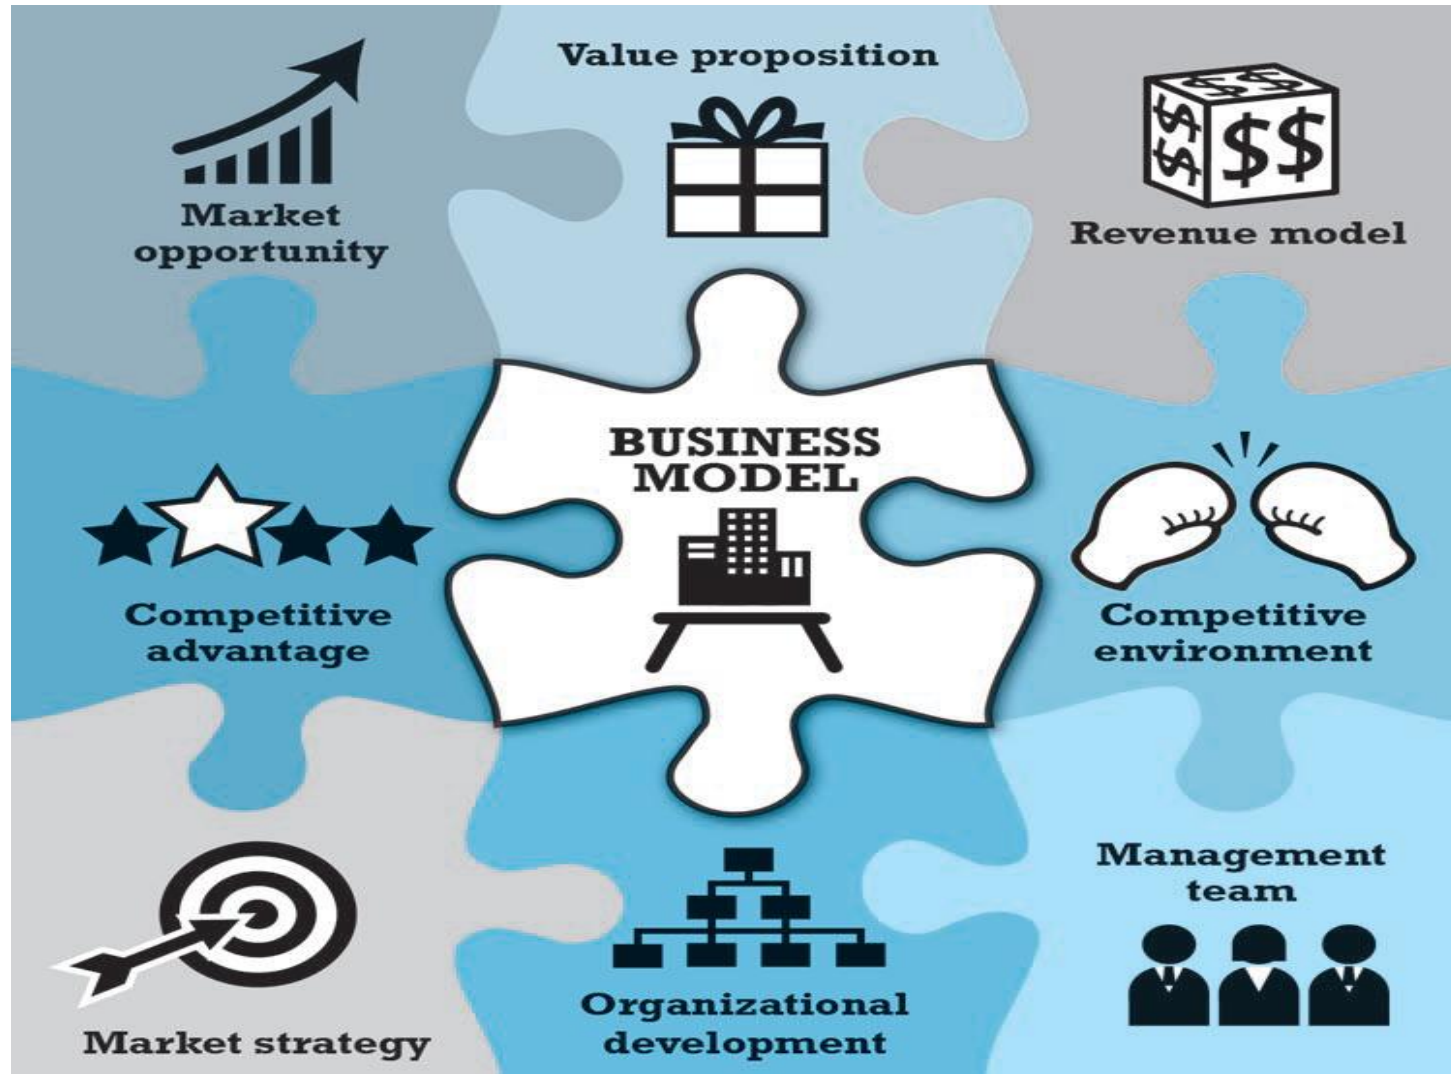 Value proposition
$$
$$
$$
Market
opportunity
Revenue model
BUSINESS
MODEL
Competitive
advantage
Competitive
environment
Management
team
Organizational
development
Market strategy